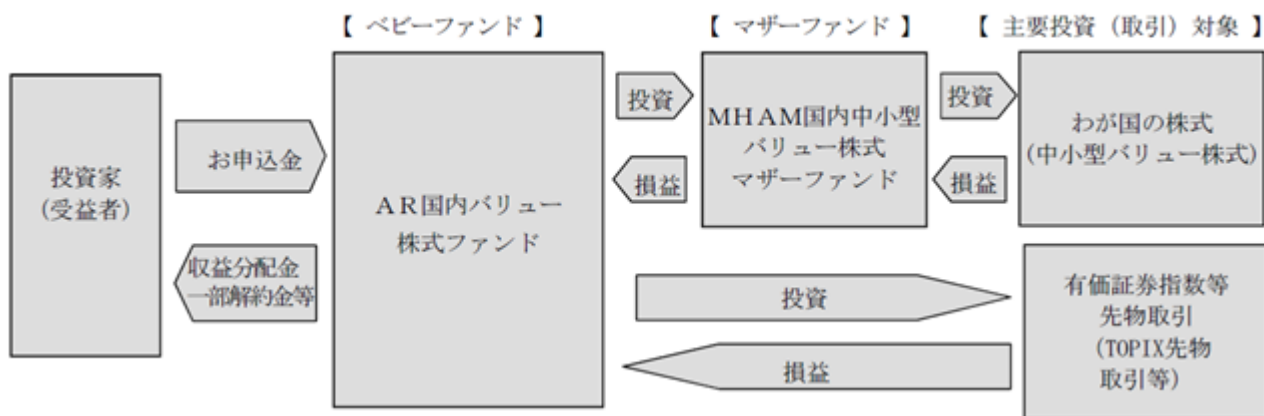 【 ベビーファンド 】
【 マザーファンド 】
【 主要投資（取引）対象 】
投資家
（受益者）
お申込金
収益分配金
一部解約金等
ＡＲ国内バリュー
株式ファンド
投資
損益
ＭＨＡＭ国内中小型
バリュー株式
マザーファンド
投資
損益
わが国の株式
(中小型バリュー株式)
投資
損益
有価証券指数等
先物取引
(TOPIX先物
取引等)